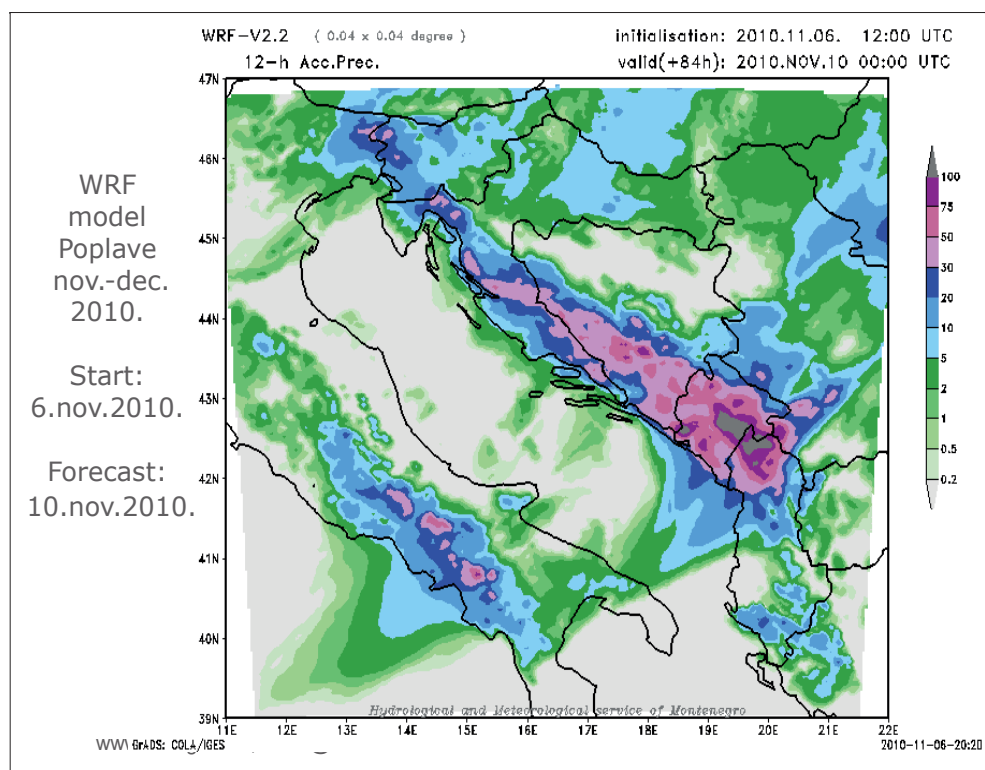 WRF-V2.2 ( 0.04 x 0.04 degree )
initialisation: 2010.11.06. 12:00 UTC
12-h Acc.Prec.
valid(+84h): 2010.NOV.10 00:00 UTC
WRF
model
Poplave
nov.-dec.
2010.
Start:
6.nov.2010.
Forecast:
10.nov.2010.
47N
46N
45N
44N
43N
42N
41N
40N
39N
11E 12E 13E 14E 15E 16E 17E 18E 19E 20E 21E 22E
100
75
50
30
20
10
5
2
1
0.5
0.2
Hydrological and Meteorological service of Montenegro
GrADS: COLA/IGES
2010-11-06-20:20